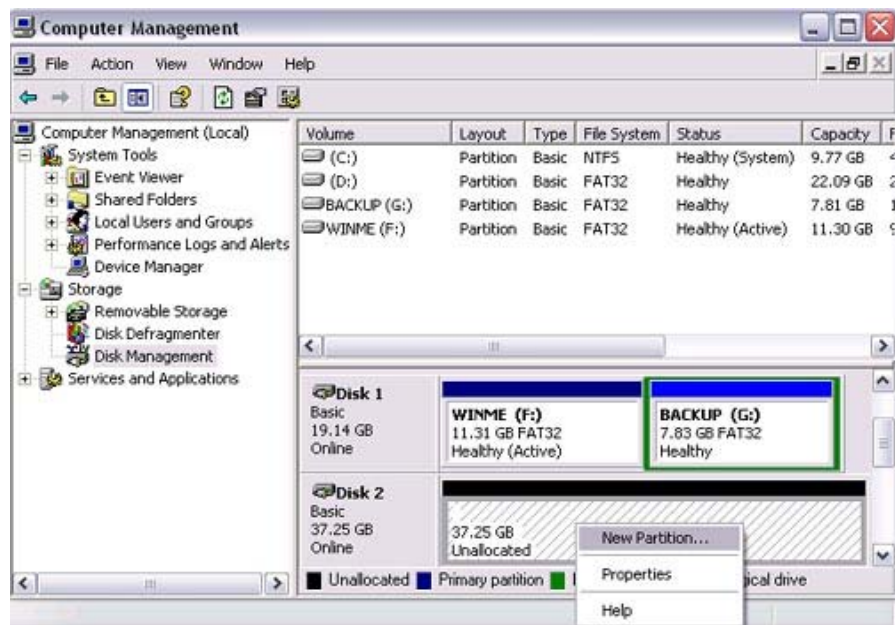 Computer Management
File Action View Window Help
Computer Management (Local)
System Tools
Event Viewer
Shared Folders
Local Users and Groups
Performance Logs and Alerts
Device Manager
Storage
Removable Storage
Disk Defragmenter
Disk Management
Services and Applications
Volume Layout Type File System Status Capacity F
(C:) Partition Basic NTFS Healthy (System) 9.77 GB
(D:) Partition Basic FAT32 Healthy 22.09 GB
BACKUP (G:) Partition Basic FAT32 Healthy 7.81 GB
WINME (F:) Partition Basic FAT32 Healthy (Active) 11.30 GB
Disk 1
Basic
19.14 GB
Online
WINME (F:)
11.31 GB FAT32
Healthy (Active)
BACKUP (G:)
7.83 GB FAT32
Healthy
Disk 2
Basic
37.25 GB
Online
37.25 GB
Unallocated
New Partition...
Properties
Help
Unallocated Primary partition drive